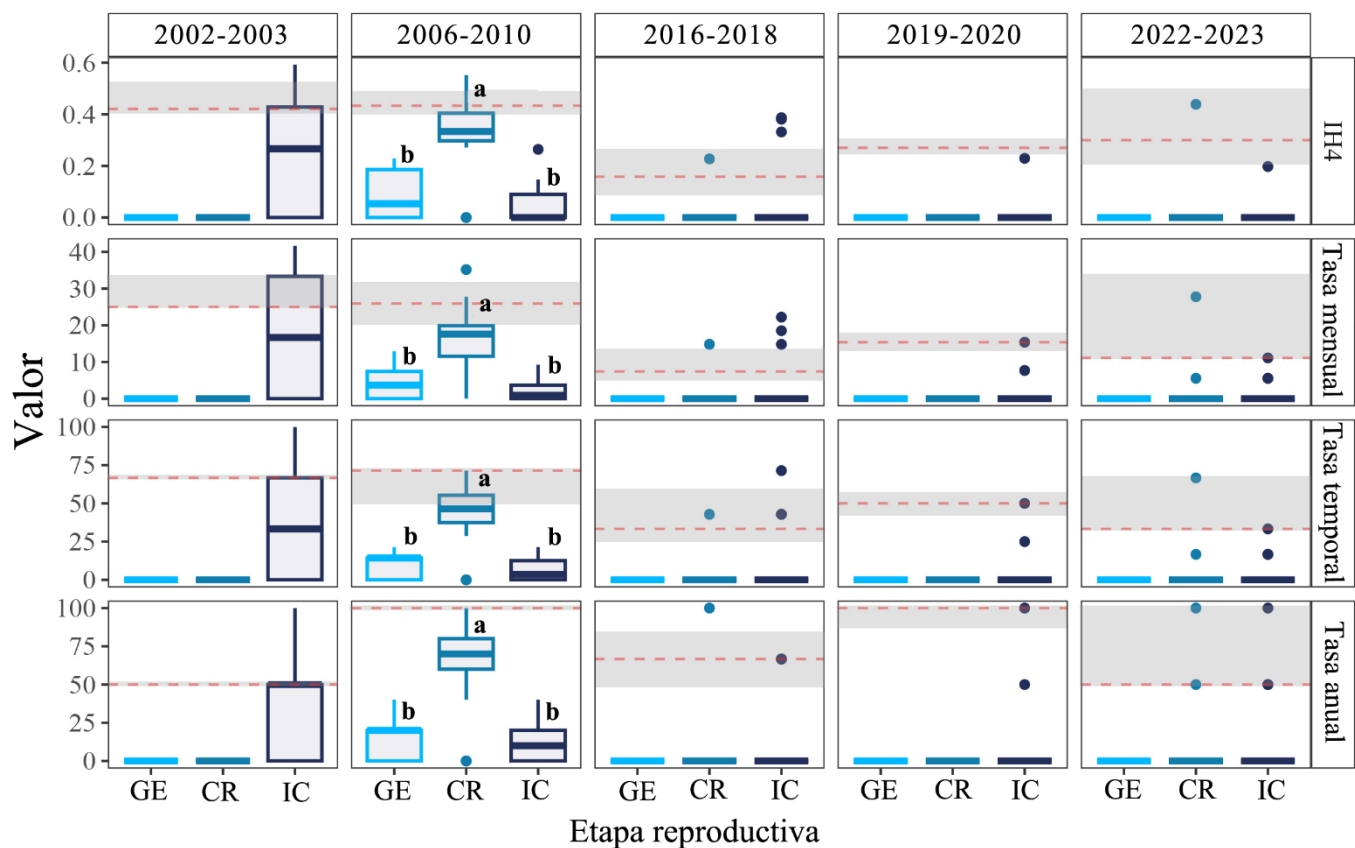 2002-2003 2006-2010 2016-2018 2019-2020 2022-2023
Valor
0.6
0.4
0.2
0.0
a
b
b
IH4
40
30
20
10
0
a
b
b
Tasa mensual
100
75
50
25
0
a
b
b
Tasa temporal
100
75
50
25
0
a
b
b
Tasa anual
GE CR IC GE CR IC GE CR IC GE CR IC GE CR IC
Etapa reproductiva